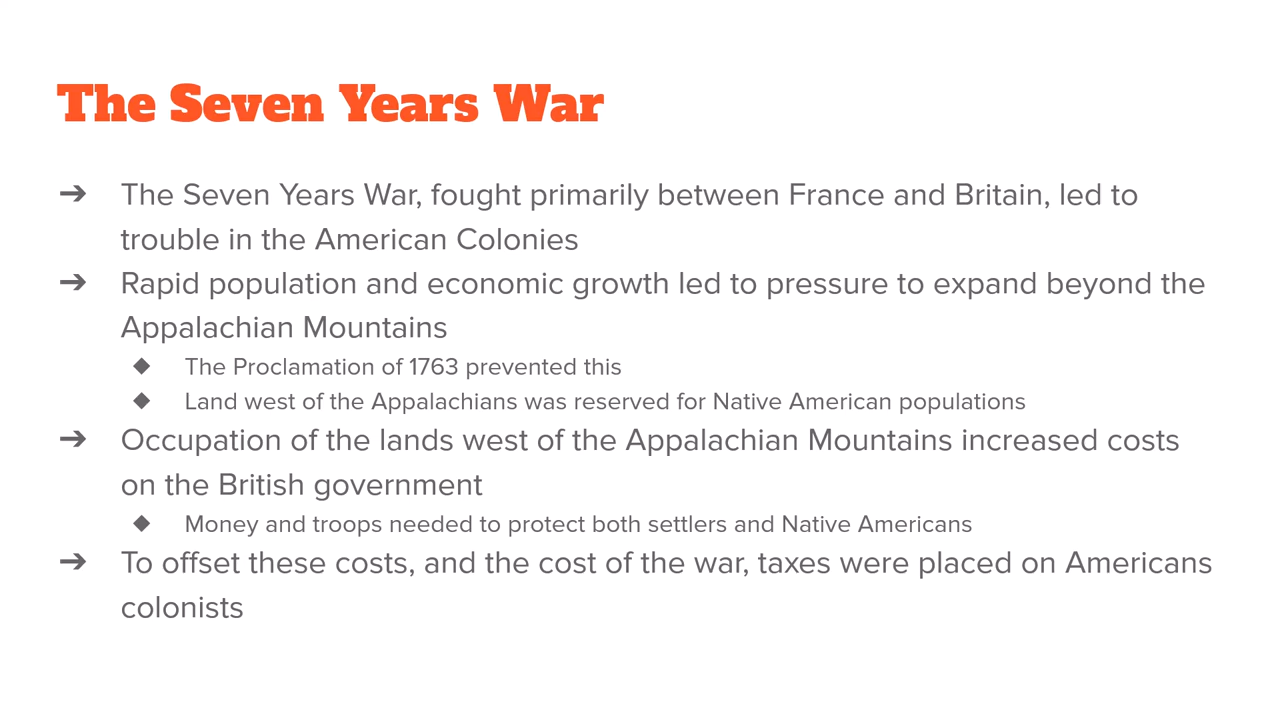 The Seven Years War
➔ The Seven Years War, fought primarily between France and Britain, led to
trouble in the American Colonies
➔ Rapid population and economic growth led to pressure to expand beyond the
Appalachian Mountains
◆ The Proclamation of 1763 prevented this
◆ Land west of the Appalachians was reserved for Native American populations
➔ Occupation of the lands west of the Appalachian Mountains increased costs
on the British government
◆ Money and troops needed to protect both settlers and Native Americans
➔ To offset these costs, and the cost of the war, taxes were placed on Americans
colonists